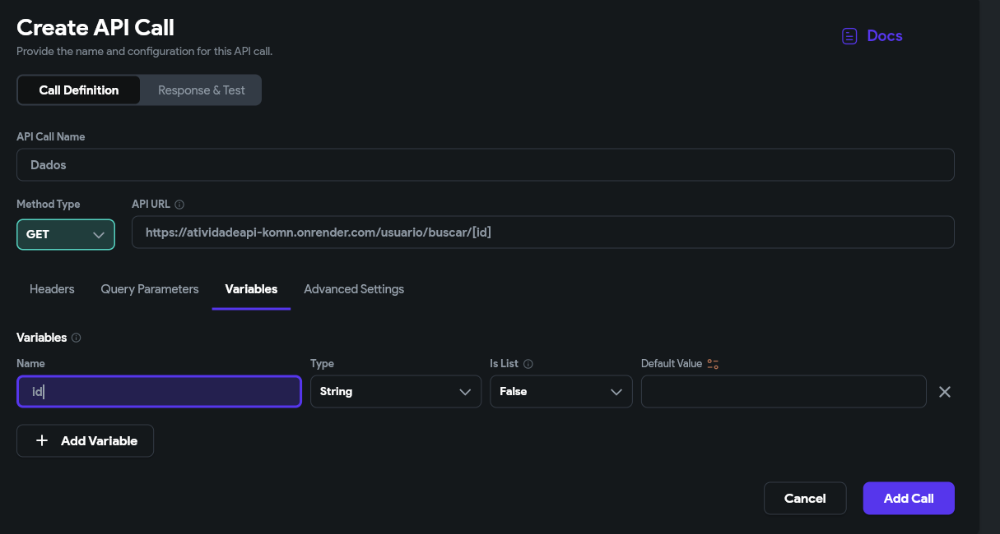 Create API Call
Docs
Provide the name and configuration for this API call.
Call Definition
Response & Test
API Call Name
Dados
Method Type
API URL
GET
https://atividadeapi-komn.onrender.com/usuario/buscar/[id]
Headers
Query Parameters
Variables
Advanced Settings
Variables
Name
Type
Is List
Default Value
id
String
False
Add Variable
Cancel
Add Call